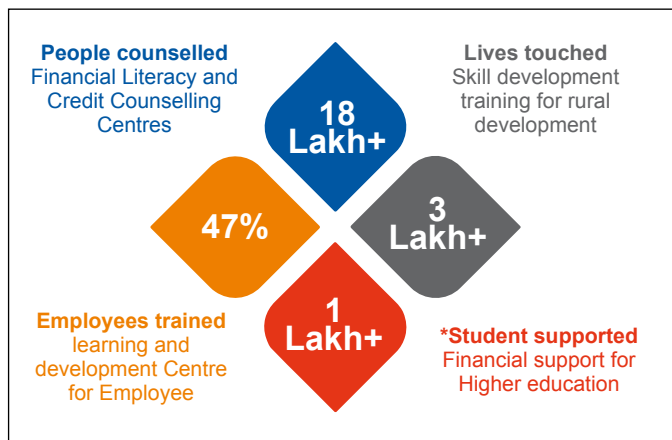 People counselled
Financial Literacy and
Credit Counselling
Centres
18
Lakh+
Lives touched
Skill development
training for rural
development
47%
3
Lakh+
Employees trained
learning and
development Centre
for Employee
1
Lakh+
*Student supported
Financial support for
Higher education